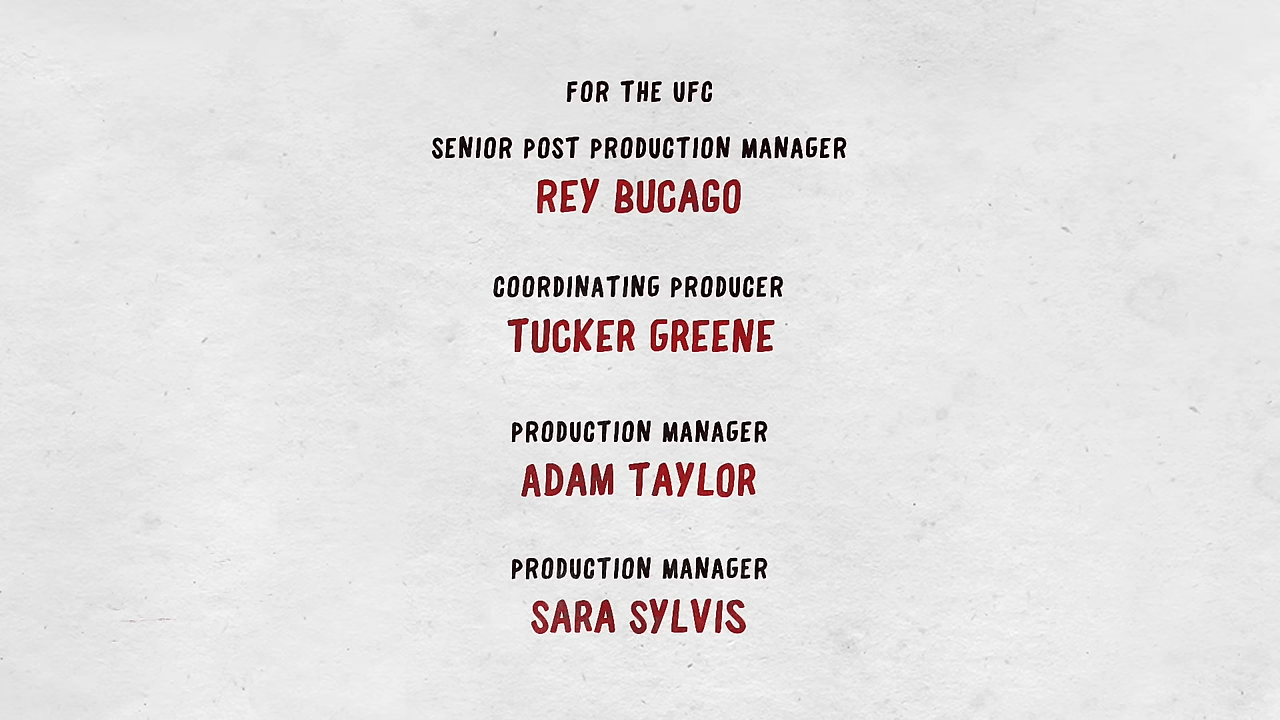 FOR THE UFC
SENIOR POST PRODUCTION MANAGER
REY BUCAGO
COORDINATING PRODUCER
TUCKER GREENE
PRODUCTION MANAGER
ADAM TAYLOR
PRODUCTION MANAGER
SARA SYLVIS